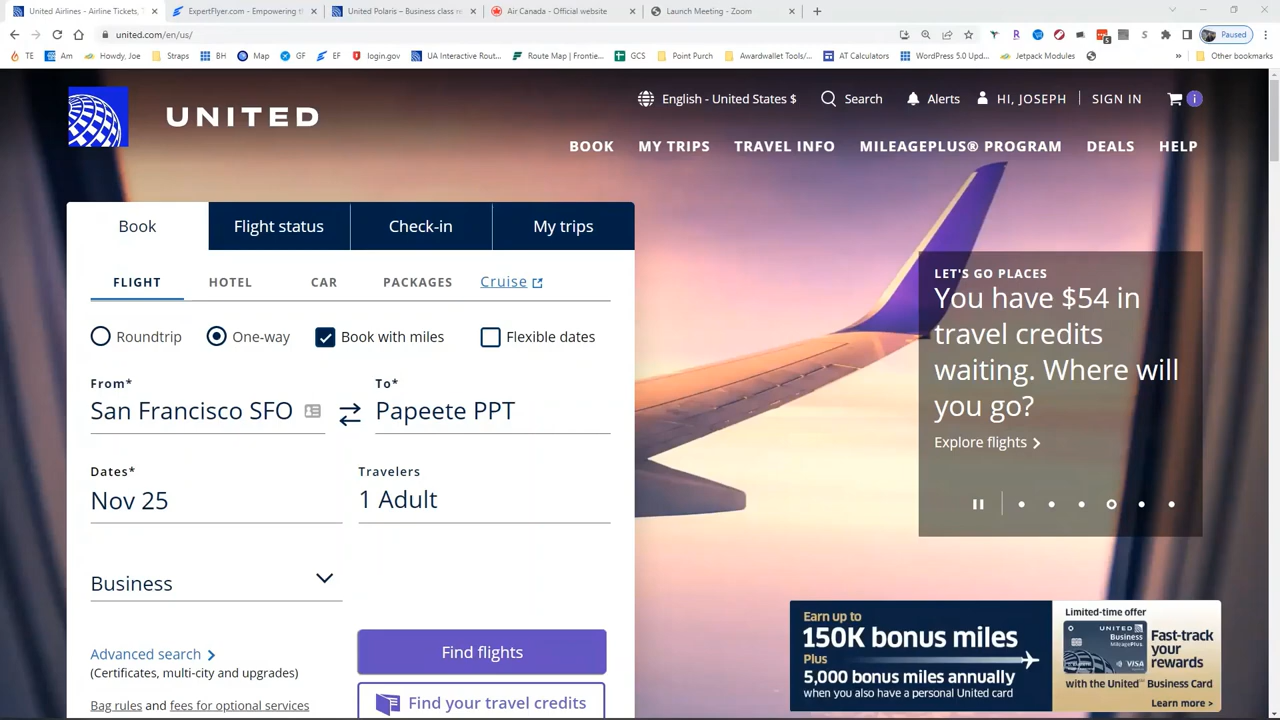 United Airlines - Airline Tickets, T
ExpertFlyer.com - Empowering th
United Polaris – Business class ne
Air Canada - Official website
Launch Meeting - Zoom
united.com/en/us/
Paused
TE
Am
Howdy, Joe
Straps
BH
Map
GF
EF
login.gov
UA Interactive Rout...
Route Map | Frontie...
GCS
Point Purch
Awardwallet Tools/...
AT Calculators
WordPress 5.0 Upd...
Jetpack Modules
»
Other bookmarks
UNITED
English - United States $
Search
Alerts
HI, JOSEPH
SIGN IN
i
BOOK
MY TRIPS
TRAVEL INFO
MILEAGEPLUS® PROGRAM
DEALS
HELP
Book
Flight status
Check-in
My trips
FLIGHT
HOTEL
CAR
PACKAGES
Cruise
Roundtrip
One-way
Book with miles
Flexible dates
From*
San Francisco SFO
To*
Papeete PPT
Dates*
Nov 25
Travelers
1 Adult
Business
Advanced search
(Certificates, multi-city and upgrades)
Bag rules and fees for optional services
Find flights
Find your travel credits
LET'S GO PLACES
You have $54 in
travel credits
waiting. Where will
you go?
Explore flights
Earn up to
150K bonus miles
Plus
5,000 bonus miles annually
when you also have a personal United card
Limited-time offer
UNITED
Business
MileagePlus
VISA
Fast-track
your
rewards
with the United℠ Business Card
Learn more >